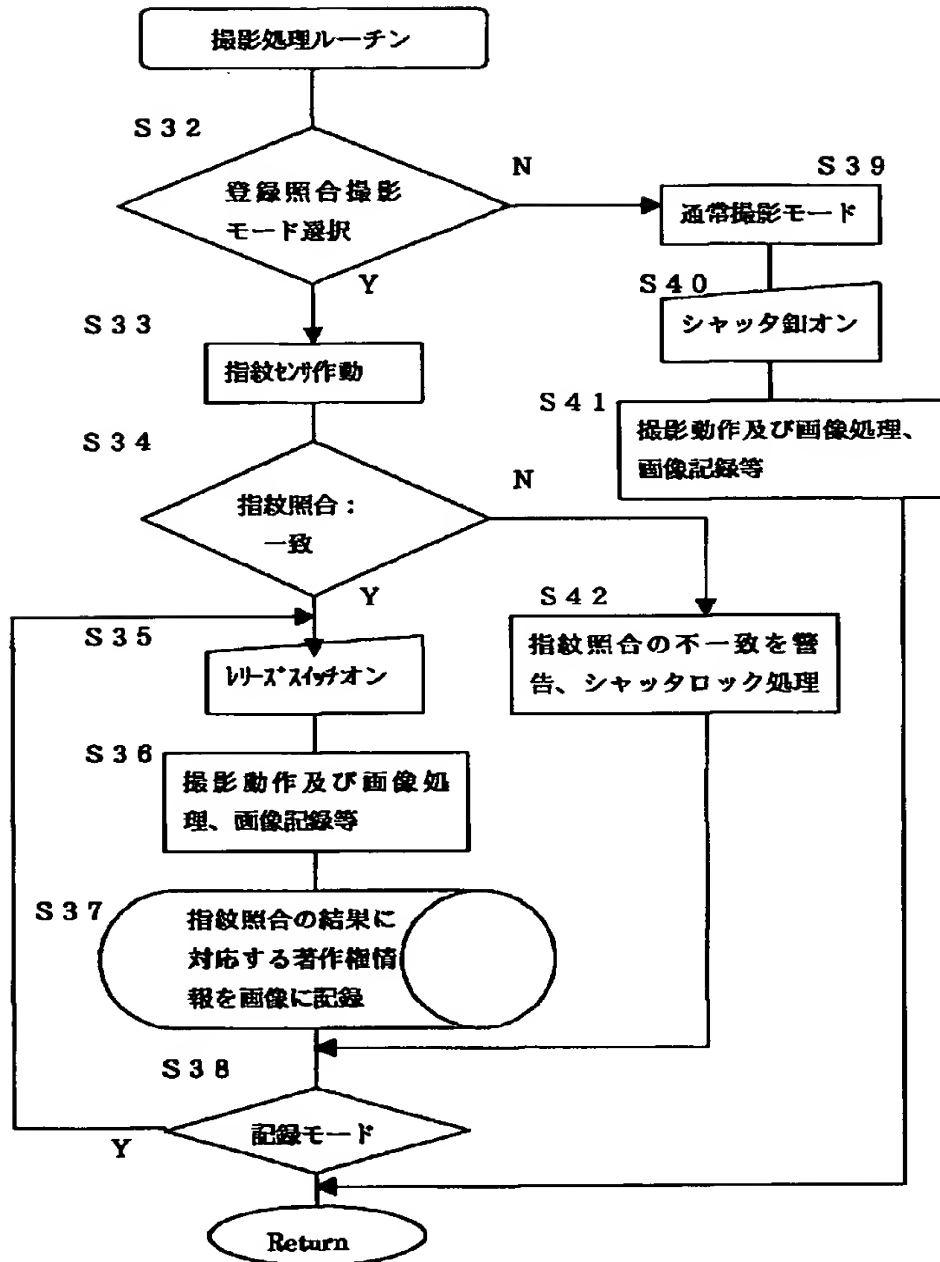 撮影処理ルーチン
S32
登録照合撮影
モード選択
N
Y
S39
通常撮影モード
S40
シャッタ釦オン
S41
撮影動作及び画像処理、
画像記録等
S33
指紋センサ作動
S34
指紋照合：
一致
N
Y
S42
指紋照合の不一致を警
告、シャッタロック処理
S35
レリーズスイッチオン
S36
撮影動作及び画像処
理、画像記録等
S37
指紋照合の結果に
対応する著作権情
報を画像に記録
S38
記録モード
Y
Return